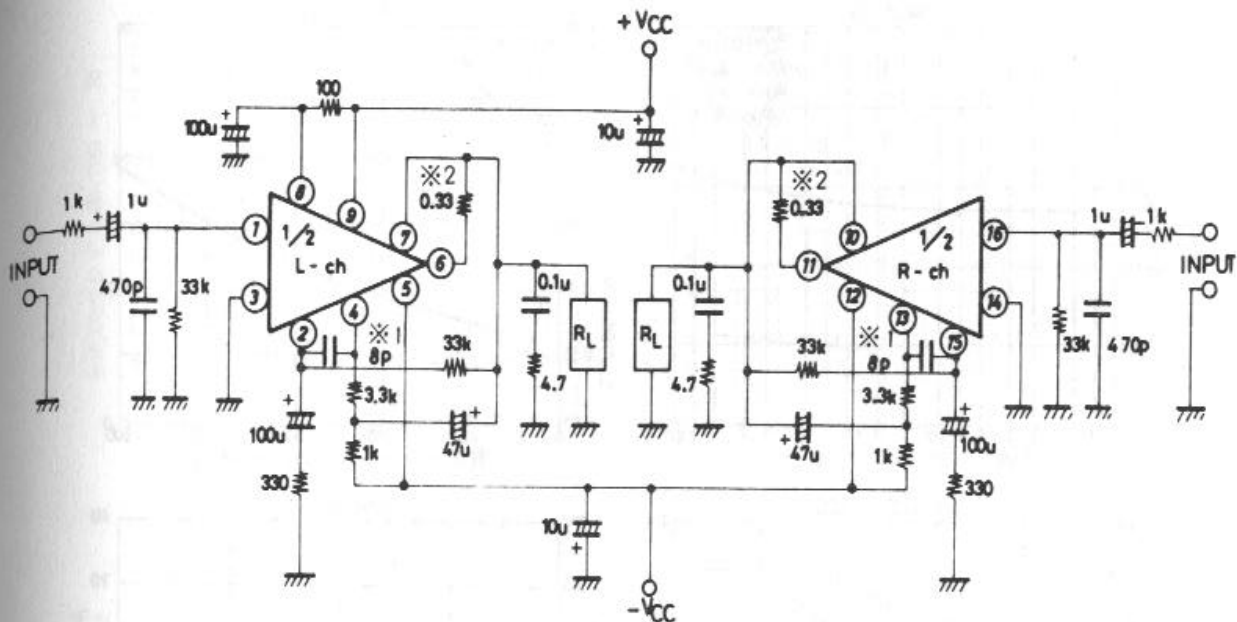 +VCC
100
100u
10u
1k
1u
470p
33k
INPUT
1
3
8
9
1/2
L-ch
7
6
5
4
2
※2
0.33
※1
8p
33k
3.3k
1k
47u
100u
330
0.1u
4.7
RL
10u
-VCC
RL
0.1u
4.7
※2
0.33
10
11
12
13
15
14
16
1/2
R-ch
33k
※1
8p
3.3k
47u
1k
100u
330
1u
1k
33k
470p
INPUT